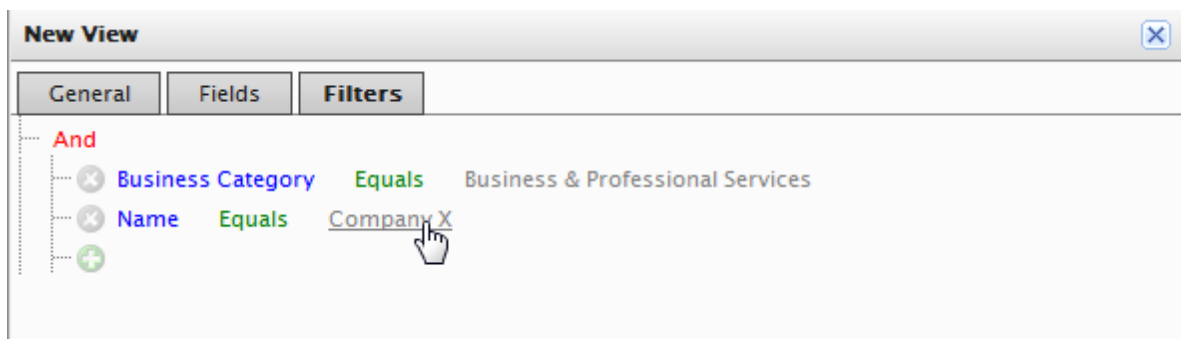 New View
General Fields Filters
And
Business Category Equals Business & Professional Services
Name Equals Company X